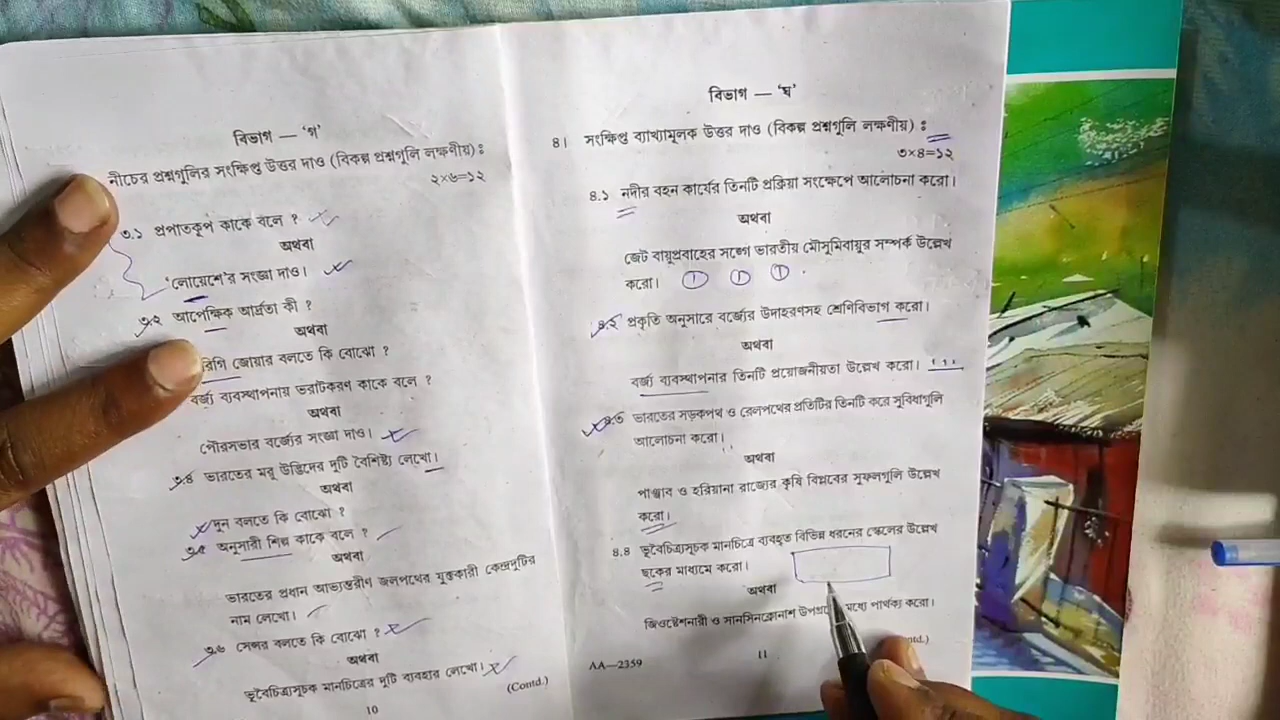 বিভাগ — ‘গ’
নীচের প্রশ্নগুলির সংক্ষিপ্ত উত্তর দাও (বিকল্প প্রশ্নগুলি লক্ষণীয়) :
২×৬=১২
৩.১ প্রপাতকূপ কাকে বলে ?
অথবা
‘লোয়েশে’র সংজ্ঞা দাও।
৩.২ আপেক্ষিক আর্দ্রতা কী ?
অথবা
জোয়ার বলতে কি বোঝো ?
বর্জ্য ব্যবস্থাপনায় ভরাটকরণ কাকে বলে ?
অথবা
পৌরসভার বর্জ্যের সংজ্ঞা দাও।
৩.৪ ভারতের মরু উদ্ভিদের দুটি বৈশিষ্ট্য লেখো।
অথবা
দুন বলতে কি বোঝো ?
৩.৫ অনুসারী শিল্প কাকে বলে ?
অথবা
ভারতের প্রধান আভ্যন্তরীণ জলপথের যুক্তকারী কেন্দ্রদুটির
নাম লেখো।
৩.৬ সেন্সর বলতে কি বোঝো ?
অথবা
ভূবৈচিত্র্যসূচক মানচিত্রের দুটি ব্যবহার লেখো।
(Contd.)
10
বিভাগ — ‘ঘ’
৪। সংক্ষিপ্ত ব্যাখ্যামূলক উত্তর দাও (বিকল্প প্রশ্নগুলি লক্ষণীয়) :
৩×৪=১২
৪.১ নদীর বহন কার্যের তিনটি প্রক্রিয়া সংক্ষেপে আলোচনা করো।
অথবা
জেট বায়ুপ্রবাহের সঙ্গে ভারতীয় মৌসুমিবায়ুর সম্পর্ক উল্লেখ
করো। ① ① ①
৪.২ প্রকৃতি অনুসারে বর্জ্যের উদাহরণসহ শ্রেণিবিভাগ করো।
অথবা
বর্জ্য ব্যবস্থাপনার তিনটি প্রয়োজনীয়তা উল্লেখ করো।
৪.৩ ভারতের সড়কপথ ও রেলপথের প্রতিটির তিনটি করে সুবিধাগুলি
আলোচনা করো।
অথবা
পাঞ্জাব ও হরিয়ানা রাজ্যের কৃষি বিপ্লবের সুফলগুলি উল্লেখ
করো।
৪.৪ ভূবৈচিত্র্যসূচক মানচিত্রে ব্যবহৃত বিভিন্ন ধরনের স্কেলের উল্লেখ
ছকের মাধ্যমে করো।
অথবা
জিওস্টেশনারী ও সানসিনক্রোনাশ মধ্যে পার্থক্য করো।
AA—2359
11